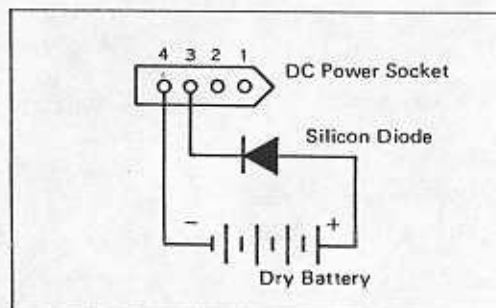 4 3 2 1
DC Power Socket
Silicon Diode
− +
Dry Battery